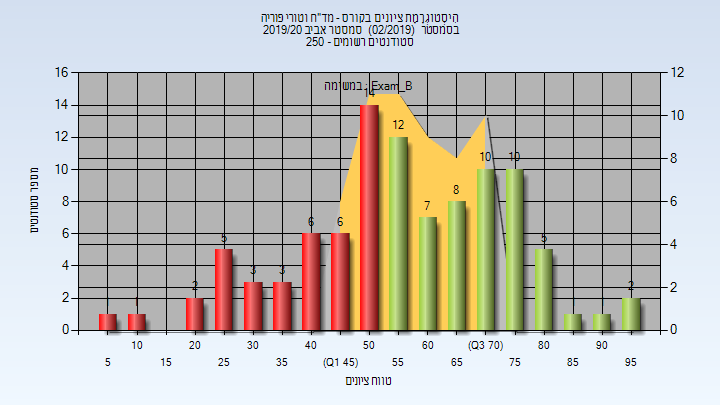 היסטוגרמת ציונים בקורס - מד"ח וטורי פוריה
בסמסטר (02/2019) סמסטר אביב 2019/20
סטודנטים רשומים - 250
במשימה : Exam_B
מספר סטודנטים
16 14 12 10 8 6 4 2 0
12 10 8 6 4 2 0
1 1 2 5 3 3 6 6 14 12 7 8 10 10 5 2
10 20 30 40 50 60 (Q3 70) 80 90
5 15 25 35 (Q1 45) 55 65 75 85 95
טווח ציונים